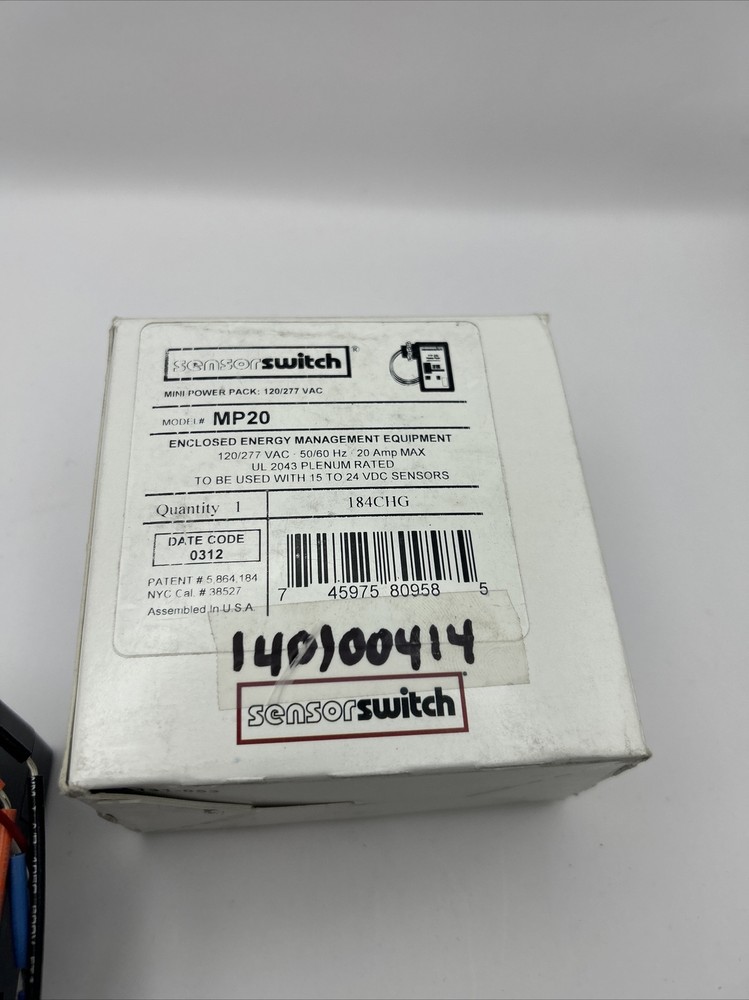 sensorswitch®
MINI POWER PACK: 120/277 VAC
MODEL# MP20
ENCLOSED ENERGY MANAGEMENT EQUIPMENT
120/277 VAC · 50/60 Hz · 20 Amp MAX
UL 2043 PLENUM RATED
TO BE USED WITH 15 TO 24 VDC SENSORS
Quantity 1
184CHG
DATE CODE
0312
PATENT # 5,864,184
NYC Cal. # 38527
Assembled In U.S.A.
7 45975 80958 5
140100414
sensorswitch